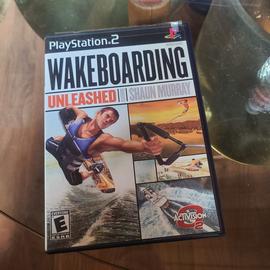 PlayStation.2
WAKEBOARDING
UNLEASHED
SHAUN MURRAY
E
ACTIVISION
O2